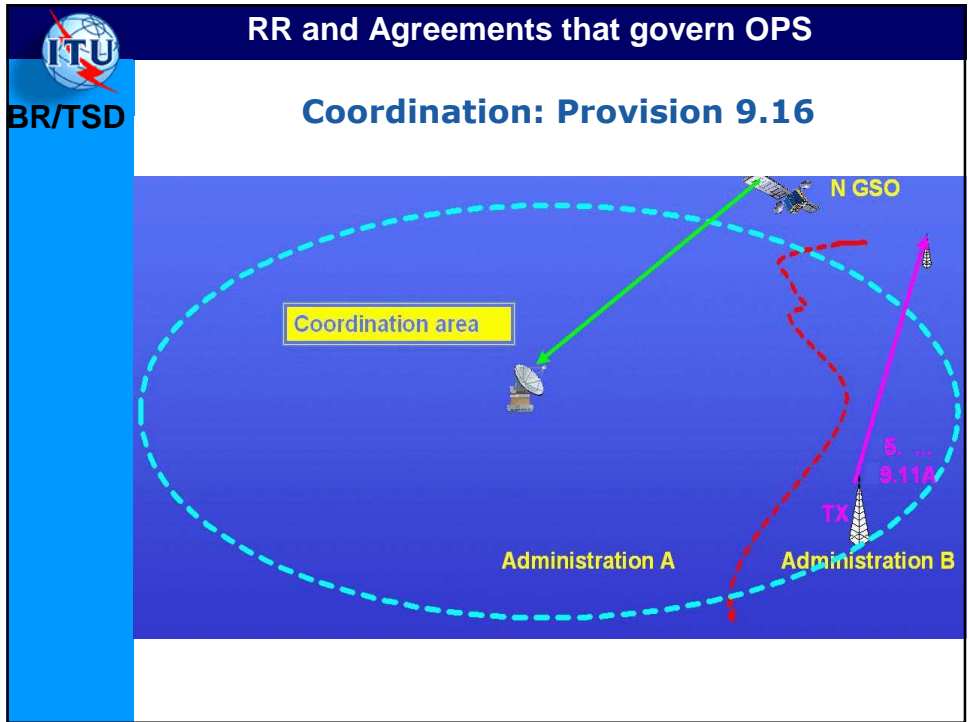 RR and Agreements that govern OPS
ITU
BR/TSD
Coordination: Provision 9.16
N GSO
Coordination area
5. ...
9.11A
TX
Administration A
Administration B